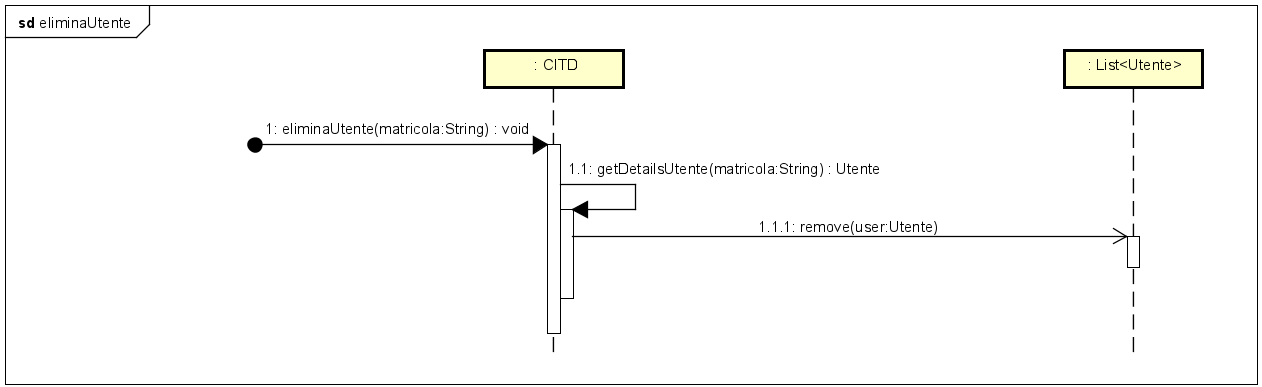 sd eliminaUtente
: CITD
: List<Utente>
1: eliminaUtente(matricola:String) : void
1.1: getDetailsUtente(matricola:String) : Utente
1.1.1: remove(user:Utente)